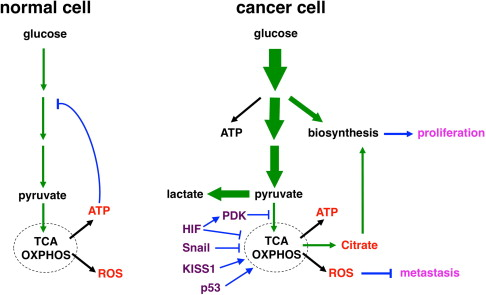 normal cell
glucose
pyruvate
ATP
TCA
OXPHOS
ROS
cancer cell
glucose
ATP
biosynthesis
proliferation
lactate
pyruvate
PDK
HIF
Snail
KISS1
p53
TCA
OXPHOS
ATP
Citrate
ROS
metastasis